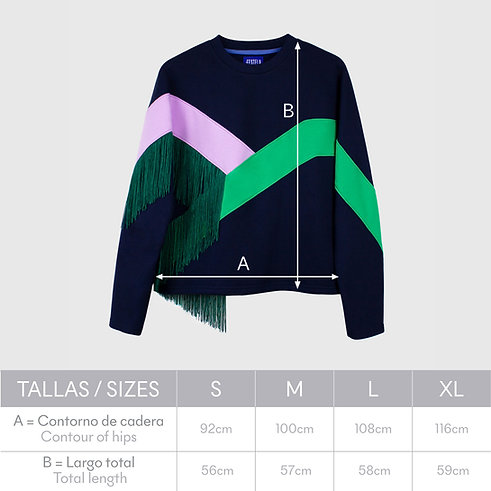 B
A
TALLAS / SIZES S M L XL
A = Contorno de cadera 92cm 100cm 108cm 116cm
Contour of hips
B = Largo total 56cm 57cm 58cm 59cm
Total length